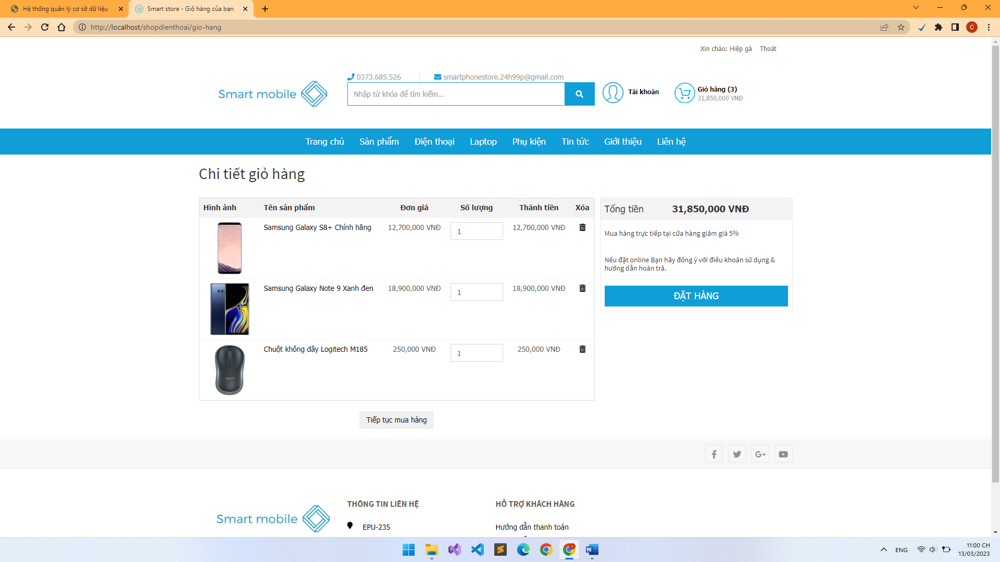 Hệ thống quản lý cơ sở dữ liệu
Smart store - Giỏ hàng của bạn
http://localhost/shopdienthoai/gio-hang
C
Xin chào: Hiệp gà Thoát
0373.685.526 smartphonestore.24h99p@gmail.com
Smart mobile
Nhập từ khóa để tìm kiếm...
Tài khoản
Giỏ hàng (3)
31,850,000 VNĐ
Trang chủ Sản phẩm Điện thoại Laptop Phụ kiện Tin tức Giới thiệu Liên hệ
Chi tiết giỏ hàng
Hình ảnh Tên sản phẩm Đơn giá Số lượng Thành tiền Xóa
Samsung Galaxy S8+ Chính hãng 12,700,000 VNĐ 1 12,700,000 VNĐ
Samsung Galaxy Note 9 Xanh đen 18,900,000 VNĐ 1 18,900,000 VNĐ
Chuột không dây Logitech M185 250,000 VNĐ 1 250,000 VNĐ
logitech
Tổng tiền 31,850,000 VNĐ
Mua hàng trực tiếp tại cửa hàng giảm giá 5%
Nếu đặt online Bạn hãy đồng ý với điều khoản sử dụng &
hướng dẫn hoàn trả.
ĐẶT HÀNG
Tiếp tục mua hàng
G+
Smart mobile
THÔNG TIN LIÊN HỆ
EPU-235
HỖ TRỢ KHÁCH HÀNG
Hướng dẫn thanh toán
ENG
11:00 CH
13/03/2023